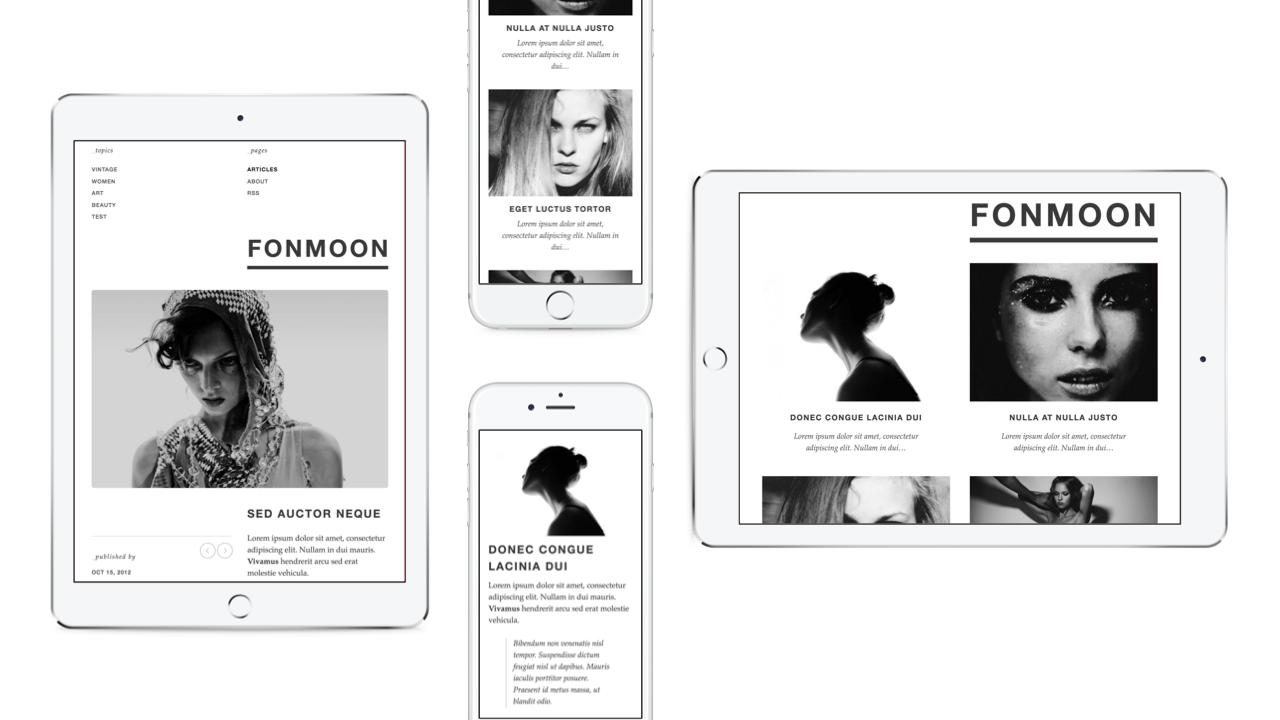 _topics
VINTAGE
WOMEN
ART
BEAUTY
TEST
_pages
ARTICLES
ABOUT
RSS
FONMOON
SED AUCTOR NEQUE
_published by
OCT 15, 2012
Lorem ipsum dolor sit amet, consectetur
adipiscing elit. Nullam in dui mauris.
Vivamus hendrerit arcu sed erat
molestie vehicula.
NULLA AT NULLA JUSTO
Lorem ipsum dolor sit amet,
consectetur adipiscing elit. Nullam in
dui…
EGET LUCTUS TORTOR
Lorem ipsum dolor sit amet,
consectetur adipiscing elit. Nullam in
dui…
DONEC CONGUE
LACINIA DUI
Lorem ipsum dolor sit amet, consectetur
adipiscing elit. Nullam in dui mauris.
Vivamus hendrerit arcu sed erat molestie
vehicula.
Bibendum non venenatis nisl
tempor. Suspendisse dictum
feugiat nisl ut dapibus. Mauris
iaculis porttitor posuere.
Praesent id metus massa, ut
blandit odio.
FONMOON
DONEC CONGUE LACINIA DUI
Lorem ipsum dolor sit amet, consectetur
adipiscing elit. Nullam in dui…
NULLA AT NULLA JUSTO
Lorem ipsum dolor sit amet, consectetur
adipiscing elit. Nullam in dui…